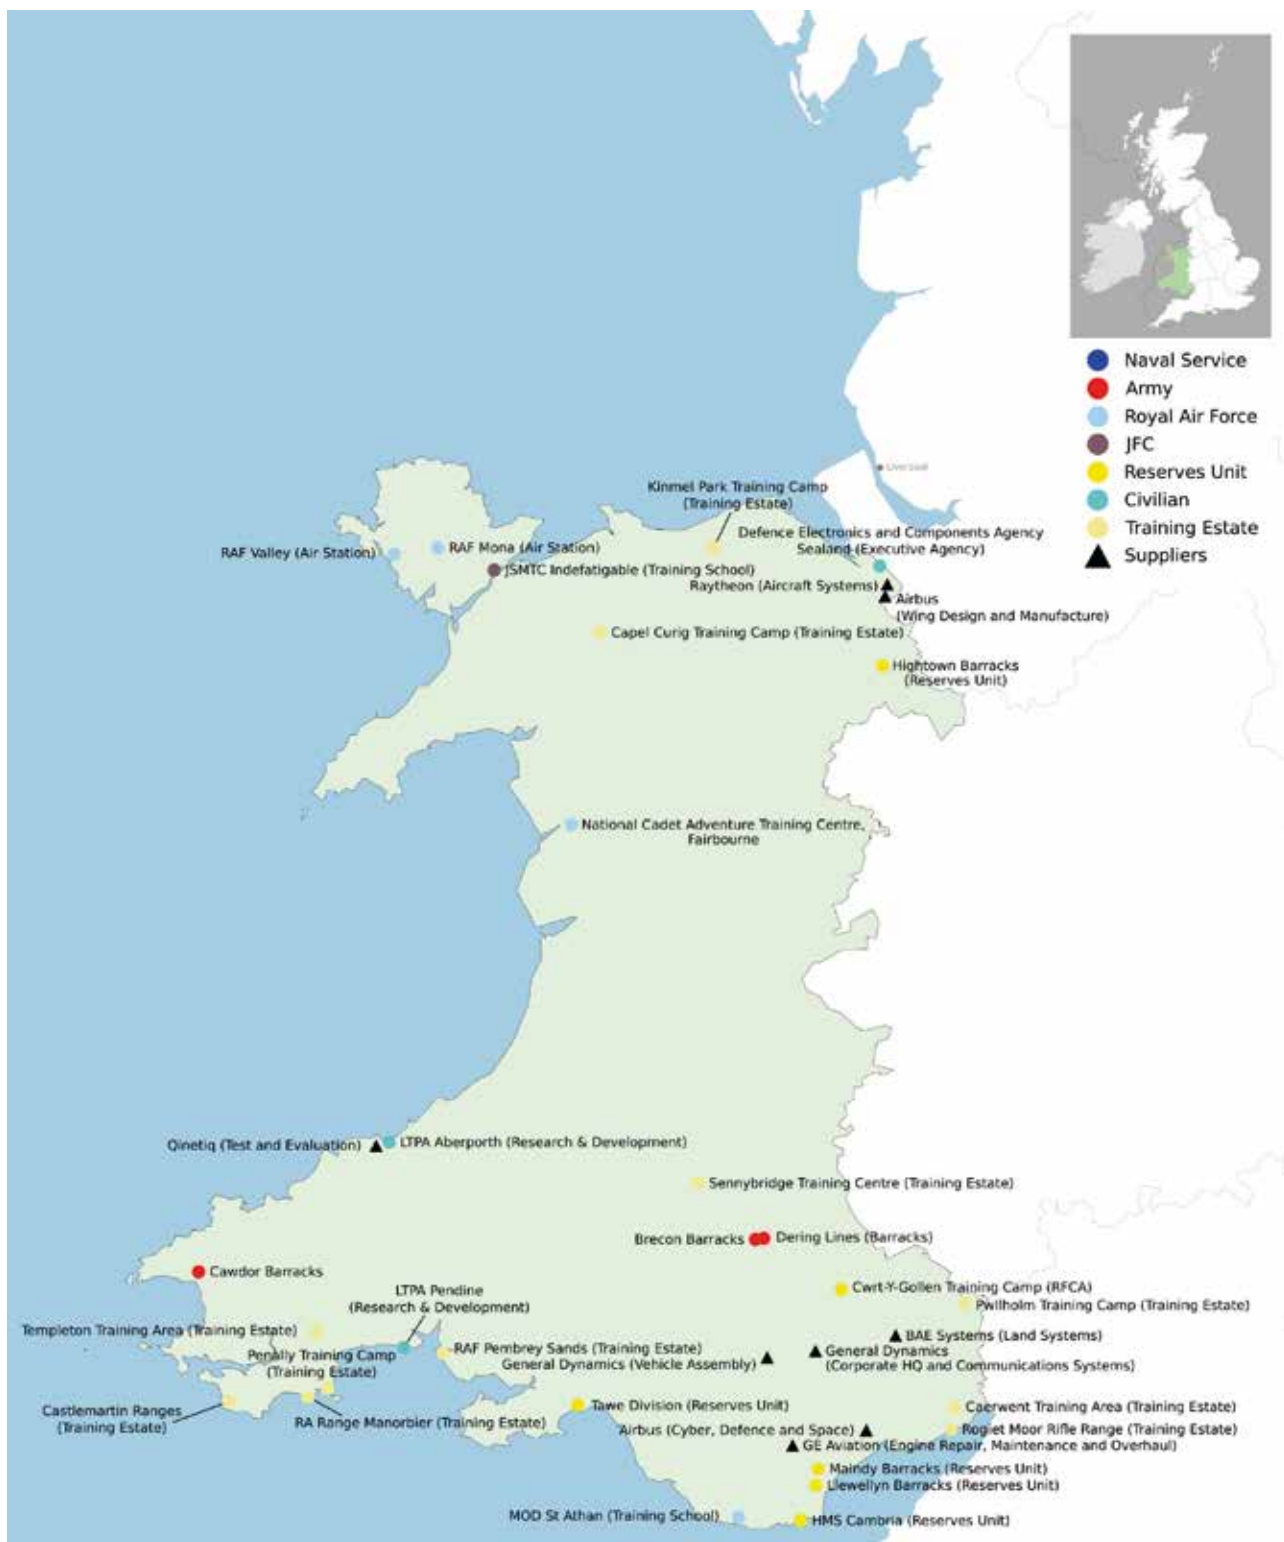 Naval Service
Army
Royal Air Force
JFC
Reserves Unit
Civilian
Training Estate
Suppliers
Liverpool
Kinmel Park Training Camp
(Training Estate)
Defence Electronics and Components Agency
Sealand (Executive Agency)
RAF Valley (Air Station)
RAF Mona (Air Station)
JSMTC Indefatigable (Training School)
Raytheon (Aircraft Systems)
Airbus
(Wing Design and Manufacture)
Capel Curig Training Camp (Training Estate)
Hightown Barracks
(Reserves Unit)
National Cadet Adventure Training Centre,
Fairbourne
Qinetiq (Test and Evaluation)
LTPA Aberporth (Research & Development)
Sennybridge Training Centre (Training Estate)
Brecon Barracks
Dering Lines (Barracks)
Cawdor Barracks
LTPA Pendine
(Research & Development)
Cwrt-Y-Gollen Training Camp (RFCA)
Pwllholm Training Camp (Training Estate)
Templeton Training Area (Training Estate)
BAE Systems (Land Systems)
RAF Pembrey Sands (Training Estate)
General Dynamics
(Corporate HQ and Communications Systems)
Penally Training Camp
(Training Estate)
General Dynamics (Vehicle Assembly)
Castlemartin Ranges
(Training Estate)
RA Range Manorbier (Training Estate)
Tawe Division (Reserves Unit)
Caerwent Training Area (Training Estate)
Airbus (Cyber, Defence and Space)
Rogiet Moor Rifle Range (Training Estate)
GE Aviation (Engine Repair, Maintenance and Overhaul)
Maindy Barracks (Reserves Unit)
Llewellyn Barracks (Reserves Unit)
MOD St Athan (Training School)
HMS Cambria (Reserves Unit)